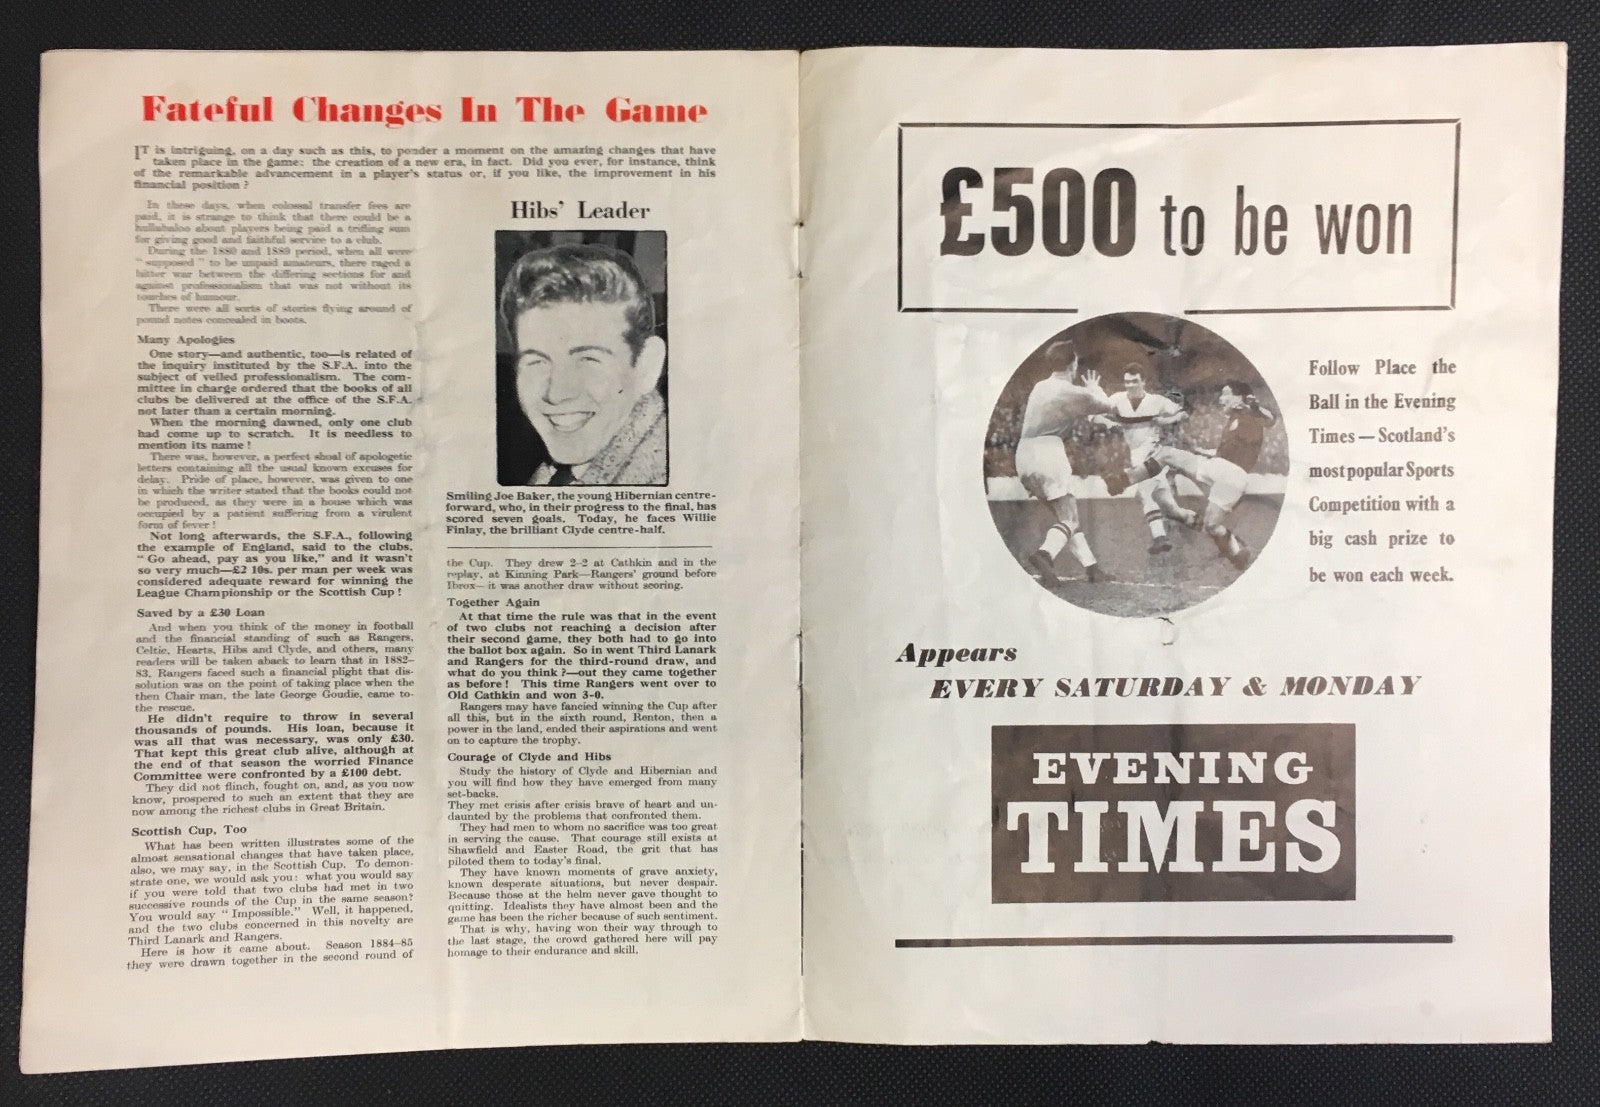 Fateful Changes In The Game
IT is intriguing, on a day such as this, to ponder a moment on the amazing changes that have
taken place in the game: the creation of a new era, in fact. Did you ever, for instance, think
of the remarkable advancement in a player's status or, if you like, the improvement in his
financial position?
In these days, when colossal transfer fees are
paid, it is strange to think that there could be a
hullabaloo about players being paid a trifling sum
for giving good and faithful service to a club.
During the 1880 and 1889 period, when all were
"supposed" to be unpaid amateurs, there raged a
bitter war between the differing sections for and
against professionalism that was not without its
touches of humour.
There were all sorts of stories flying around of
pound notes concealed in boots.
Many Apologies
One story—and authentic, too—is related of
the inquiry instituted by the S.F.A. into the
subject of veiled professionalism. The com-
mittee in charge ordered that the books of all
clubs be delivered at the office of the S.F.A.
not later than a certain morning.
When the morning dawned, only one club
had come up to scratch. It is needless to
mention its name!
There was, however, a perfect shoal of apologetic
letters containing all the usual known excuses for
delay. Pride of place, however, was given to one
in which the writer stated that the books could not
be produced, as they were in a house which was
occupied by a patient suffering from a virulent
form of fever!
Not long afterwards, the S.F.A., following
the example of England, said to the clubs,
"Go ahead, pay as you like," and it wasn't
so very much—£2 10s. per man per week was
considered adequate reward for winning the
League Championship or the Scottish Cup!
Saved by a £30 Loan
And when you think of the money in football
and the financial standing of such as Rangers,
Celtic, Hearts, Hibs and Clyde, and others, many
readers will be taken aback to learn that in 1882–
83, Rangers faced such a financial plight that dis-
solution was on the point of taking place when the
then Chair man, the late George Goudie, came to-
the rescue.
He didn't require to throw in several
thousands of pounds. His loan, because it
was all that was necessary, was only £30.
That kept this great club alive, although at
the end of that season the worried Finance
Committee were confronted by a £100 debt.
They did not flinch, fought on, and, as you now
know, prospered to such an extent that they are
now among the richest clubs in Great Britain.
Scottish Cup, Too
What has been written illustrates some of the
almost sensational changes that have taken place,
also, we may say, in the Scottish Cup. To demon-
strate one, we would ask you: what you would say
if you were told that two clubs had met in two
successive rounds of the Cup in the same season?
You would say "Impossible." Well, it happened,
and the two clubs concerned in this novelty are
Third Lanark and Rangers.
Here is how it came about. Season 1884–85
they were drawn together in the second round of
Hibs' Leader
Smiling Joe Baker, the young Hibernian centre-
forward, who, in their progress to the final, has
scored seven goals. Today, he faces Willie
Finlay, the brilliant Clyde centre-half.
the Cup. They drew 2–2 at Cathkin and in the
replay, at Kinning Park—Rangers' ground before
Ibrox—it was another draw without scoring.
Together Again
At that time the rule was that in the event
of two clubs not reaching a decision after
their second game, they both had to go into
the ballot box again. So in went Third Lanark
and Rangers for the third-round draw, and
what do you think?—out they came together
as before! This time Rangers went over to
Old Cathkin and won 3-0.
Rangers may have fancied winning the Cup after
all this, but in the sixth round, Renton, then a
power in the land, ended their aspirations and went
on to capture the trophy.
Courage of Clyde and Hibs
Study the history of Clyde and Hibernian and
you will find how they have emerged from many
set-backs.
They met crisis after crisis brave of heart and un-
daunted by the problems that confronted them.
They had men to whom no sacrifice was too great
in serving the cause. That courage still exists at
Shawfield and Easter Road, the grit that has
piloted them to today's final.
They have known moments of grave anxiety,
known desperate situations, but never despair.
Because those at the helm never gave thought to
quitting. Idealists they have almost been and the
game has been the richer because of such sentiment.
That is why, having won their way through to
the last stage, the crowd gathered here will pay
homage to their endurance and skill.
£500 to be won
Follow Place the
Ball in the Evening
Times—Scotland's
most popular Sports
Competition with a
big cash prize to
be won each week.
Appears
EVERY SATURDAY & MONDAY
EVENING
TIMES